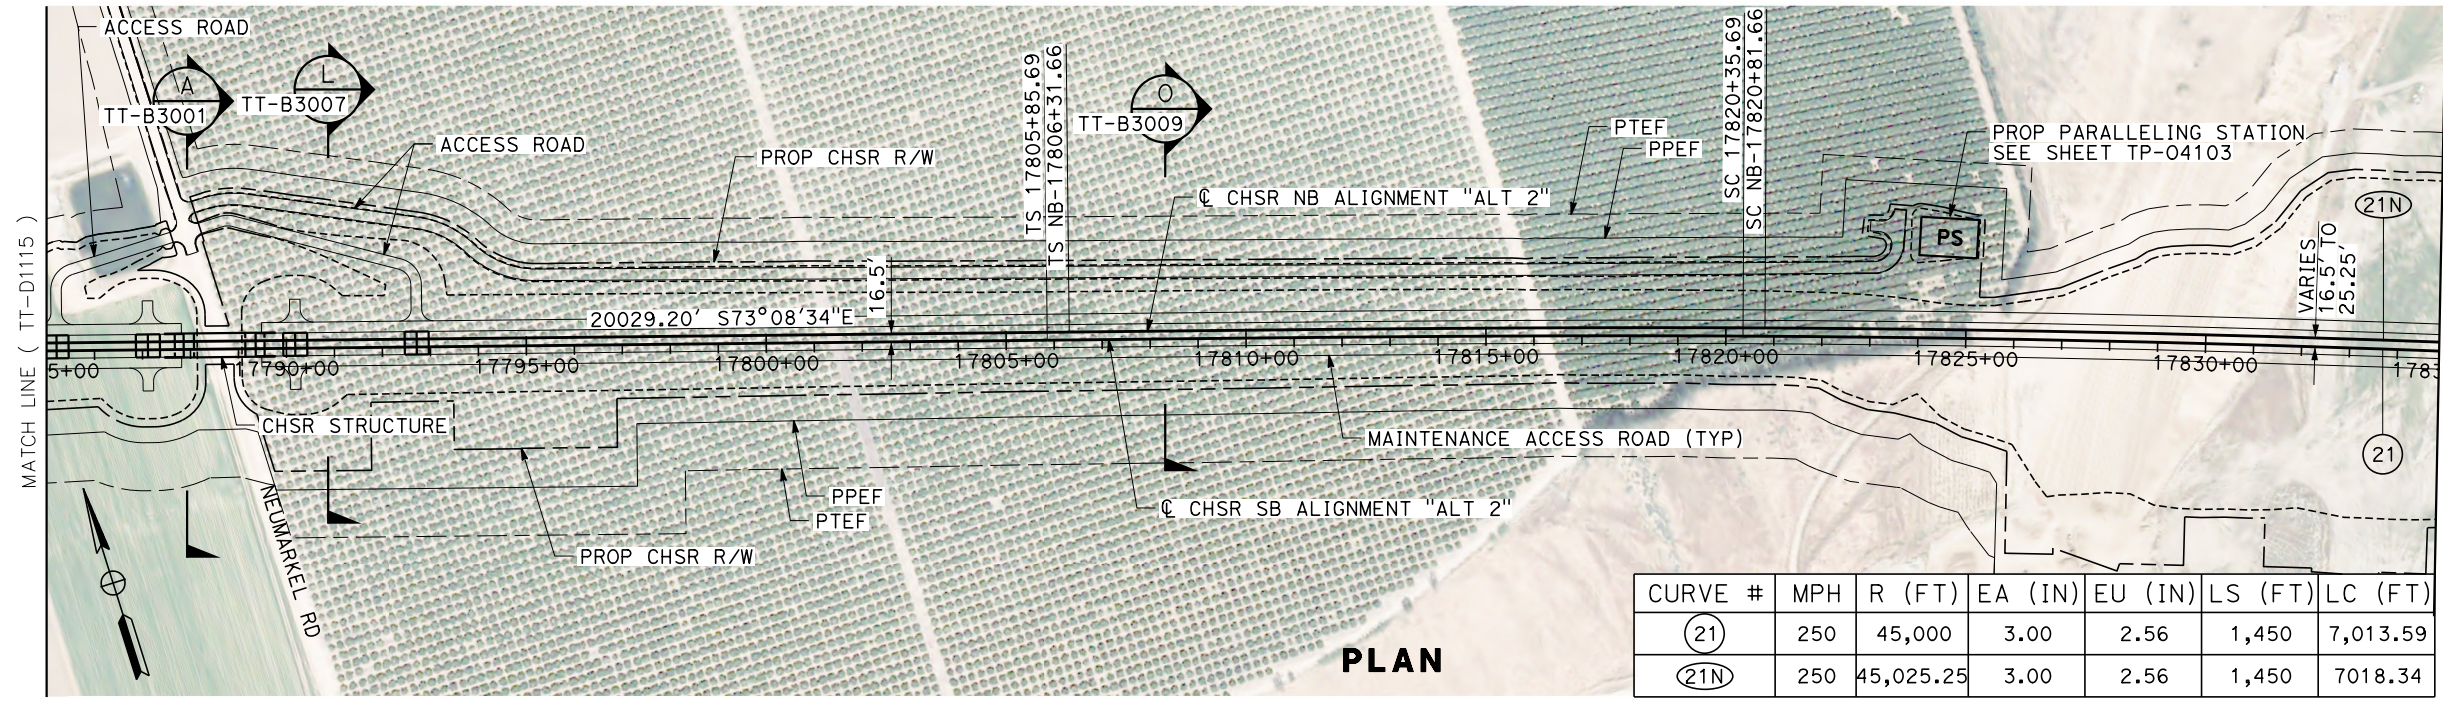 ACCESS ROAD
A
TT-B3001
L
TT-B3007
ACCESS ROAD
PROP CHSR R/W
TS 17805+85.69
TS NB-17806+31.66
O
TT-B3009
℄ CHSR NB ALIGNMENT "ALT 2"
PTEF
PPEF
SC 17820+35.69
SC NB-1 17820+81.66
PROP PARALLELING STATION
SEE SHEET TP-04103
PS
21N
VARIES
16.5' TO
25.25'
MATCH LINE ( TT-D1115 )
16.5'
20029.20' S73°08'34"E
5+00
17790+00
17795+00
17800+00
17805+00
17810+00
17815+00
17820+00
17825+00
17830+00
1783
CHSR STRUCTURE
MAINTENANCE ACCESS ROAD (TYP)
21
PPEF
PTEF
℄ CHSR SB ALIGNMENT "ALT 2"
PROP CHSR R/W
NEUMARKEL RD
PLAN
CURVE # MPH R (FT) EA (IN) EU (IN) LS (FT) LC (FT)
21 250 45,000 3.00 2.56 1,450 7,013.59
21N 250 45,025.25 3.00 2.56 1,450 7018.34